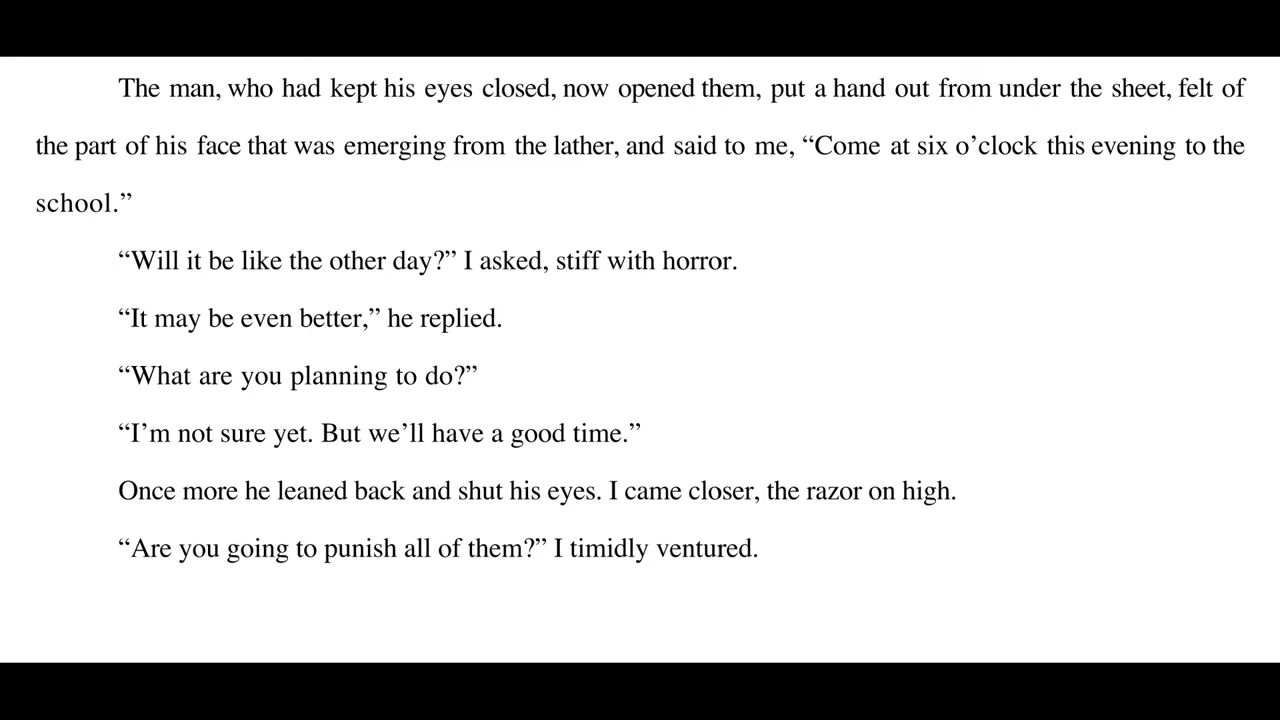 The man, who had kept his eyes closed, now opened them, put a hand out from under the sheet, felt of
the part of his face that was emerging from the lather, and said to me, “Come at six o’clock this evening to the
school.”
“Will it be like the other day?” I asked, stiff with horror.
“It may be even better,” he replied.
“What are you planning to do?”
“I’m not sure yet. But we’ll have a good time.”
Once more he leaned back and shut his eyes. I came closer, the razor on high.
“Are you going to punish all of them?” I timidly ventured.